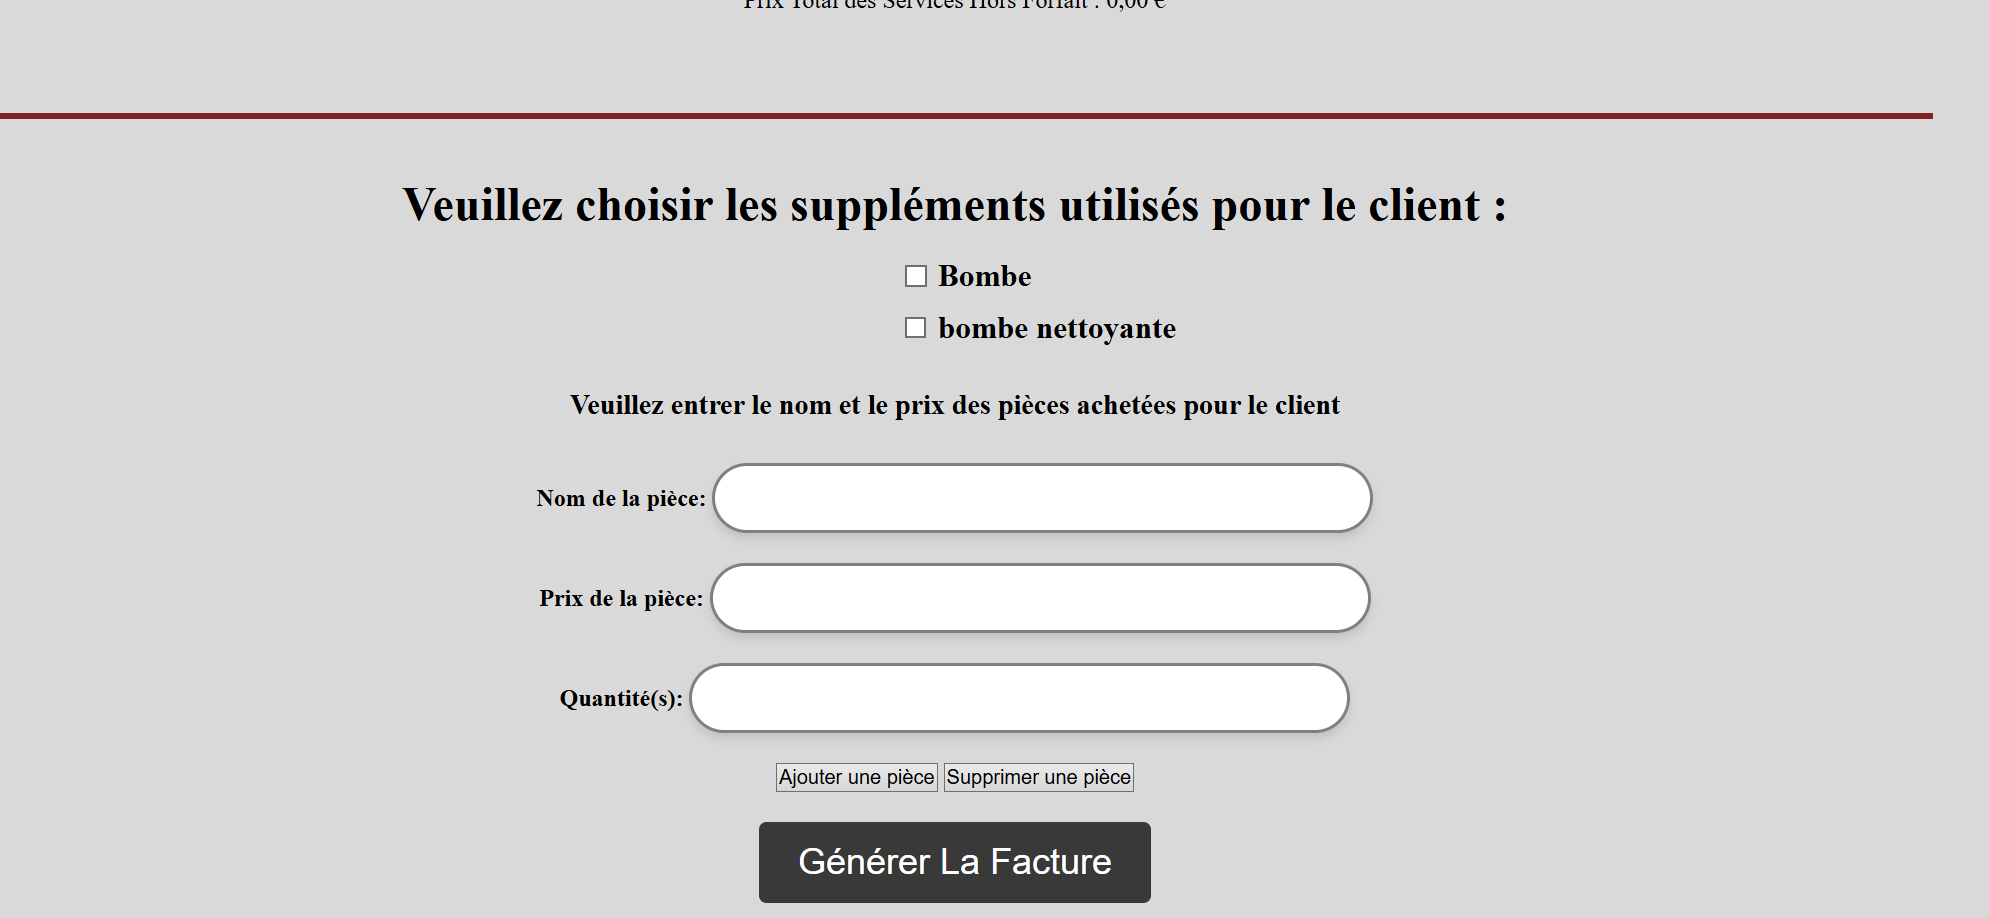 Prix Total des Services Hors Forfait : 0,00 €
Veuillez choisir les suppléments utilisés pour le client :
Bombe
bombe nettoyante
Veuillez entrer le nom et le prix des pièces achetées pour le client
Nom de la pièce:
Prix de la pièce:
Quantité(s):
Ajouter une pièce Supprimer une pièce
Générer La Facture